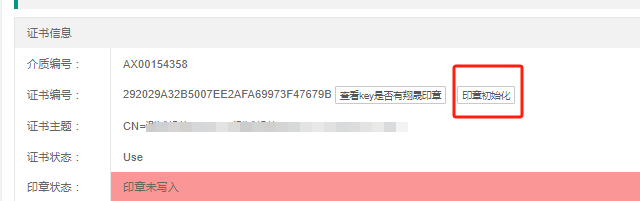 证书信息
介质编号： AX00154358
证书编号： 292029A32B5007EE2AFA69973F47679B 查看key是否有翔晟印章 印章初始化
证书主题： CN=
证书状态： Use
印章状态： 印章未写入